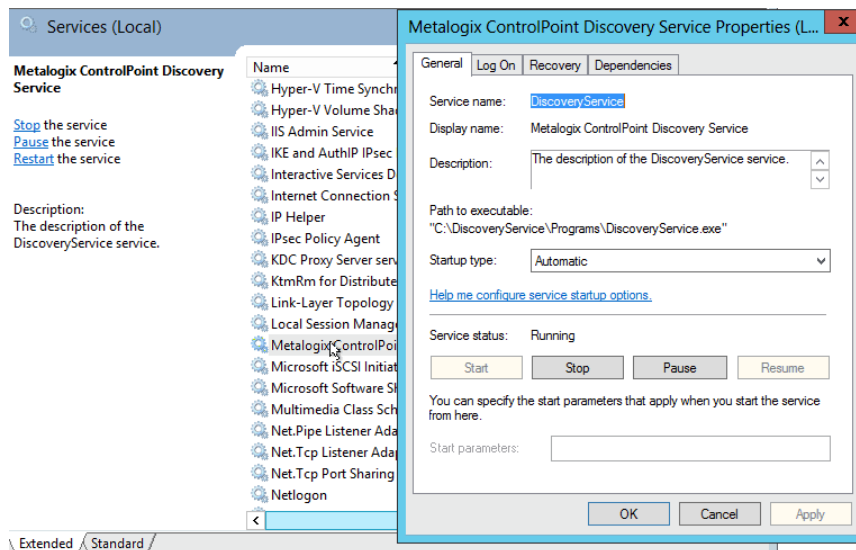 Services (Local)
Metalogix ControlPoint Discovery
Service
Stop the service
Pause the service
Restart the service
Description:
The description of the
DiscoveryService service.
Name
Hyper-V Time Synchr
Hyper-V Volume Sha
IIS Admin Service
IKE and AuthIP IPsec
Interactive Services D
Internet Connection S
IP Helper
IPsec Policy Agent
KDC Proxy Server serv
KtmRm for Distribute
Link-Layer Topology
Local Session Manage
Metalogix ControlPoi
Microsoft iSCSI Initiat
Microsoft Software Sh
Multimedia Class Sch
Net.Pipe Listener Ada
Net.Tcp Listener Adap
Net.Tcp Port Sharing
Netlogon
Extended
Standard
Metalogix ControlPoint Discovery Service Properties (L...
x
General
Log On
Recovery
Dependencies
Service name: DiscoveryService
Display name: Metalogix ControlPoint Discovery Service
Description: The description of the DiscoveryService service.
Path to executable:
"C:\DiscoveryService\Programs\DiscoveryService.exe"
Startup type: Automatic
Help me configure service startup options.
Service status: Running
Start Stop Pause Resume
You can specify the start parameters that apply when you start the service
from here.
Start parameters:
OK Cancel Apply